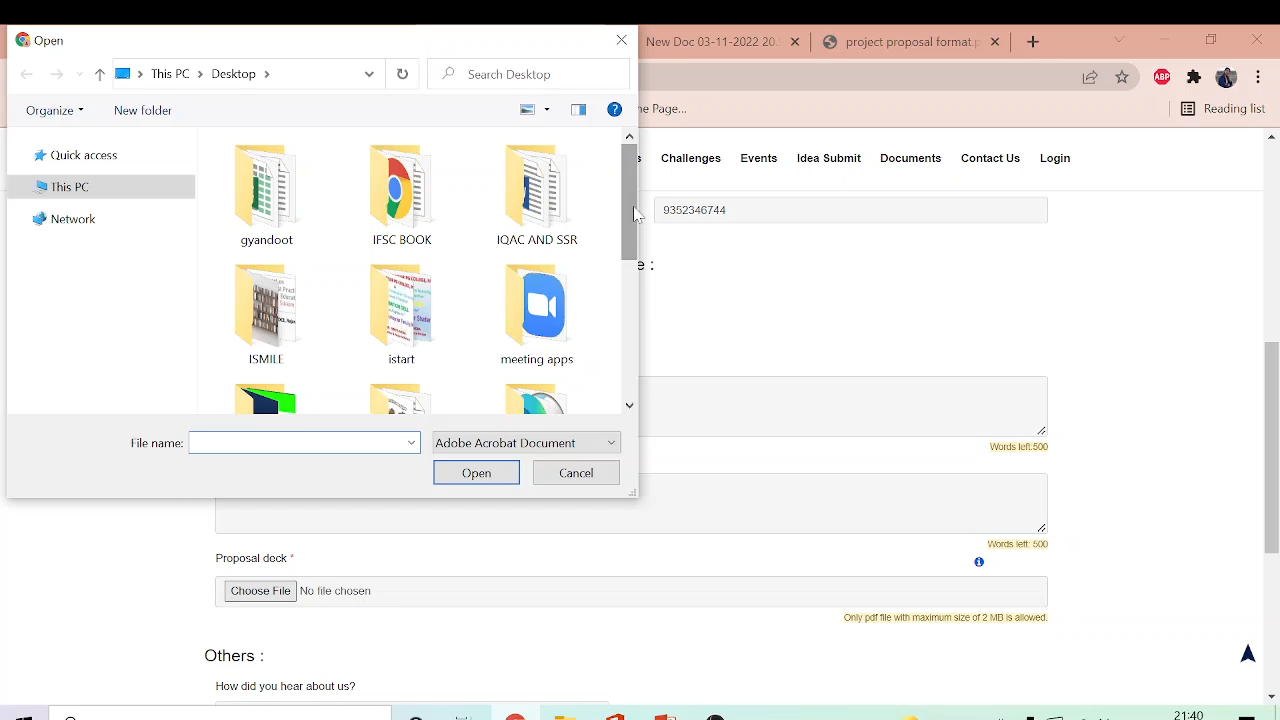 Open
New Doc 03-11-2022 20.
project proposal format.p
This PC
Desktop
Search Desktop
ABP
Organize
New folder
he Page...
Reading list
Quick access
This PC
Network
gyandoot
IFSC BOOK
IQAC AND SSR
ISMILE
istart
meeting apps
s
Challenges
Events
Idea Submit
Documents
Contact Us
Login
9352346744
e :
File name:
Adobe Acrobat Document
Open
Cancel
Words left:500
Words left: 500
Proposal deck *
Choose File No file chosen
Only pdf file with maximum size of 2 MB is allowed.
Others :
How did you hear about us?
21:40